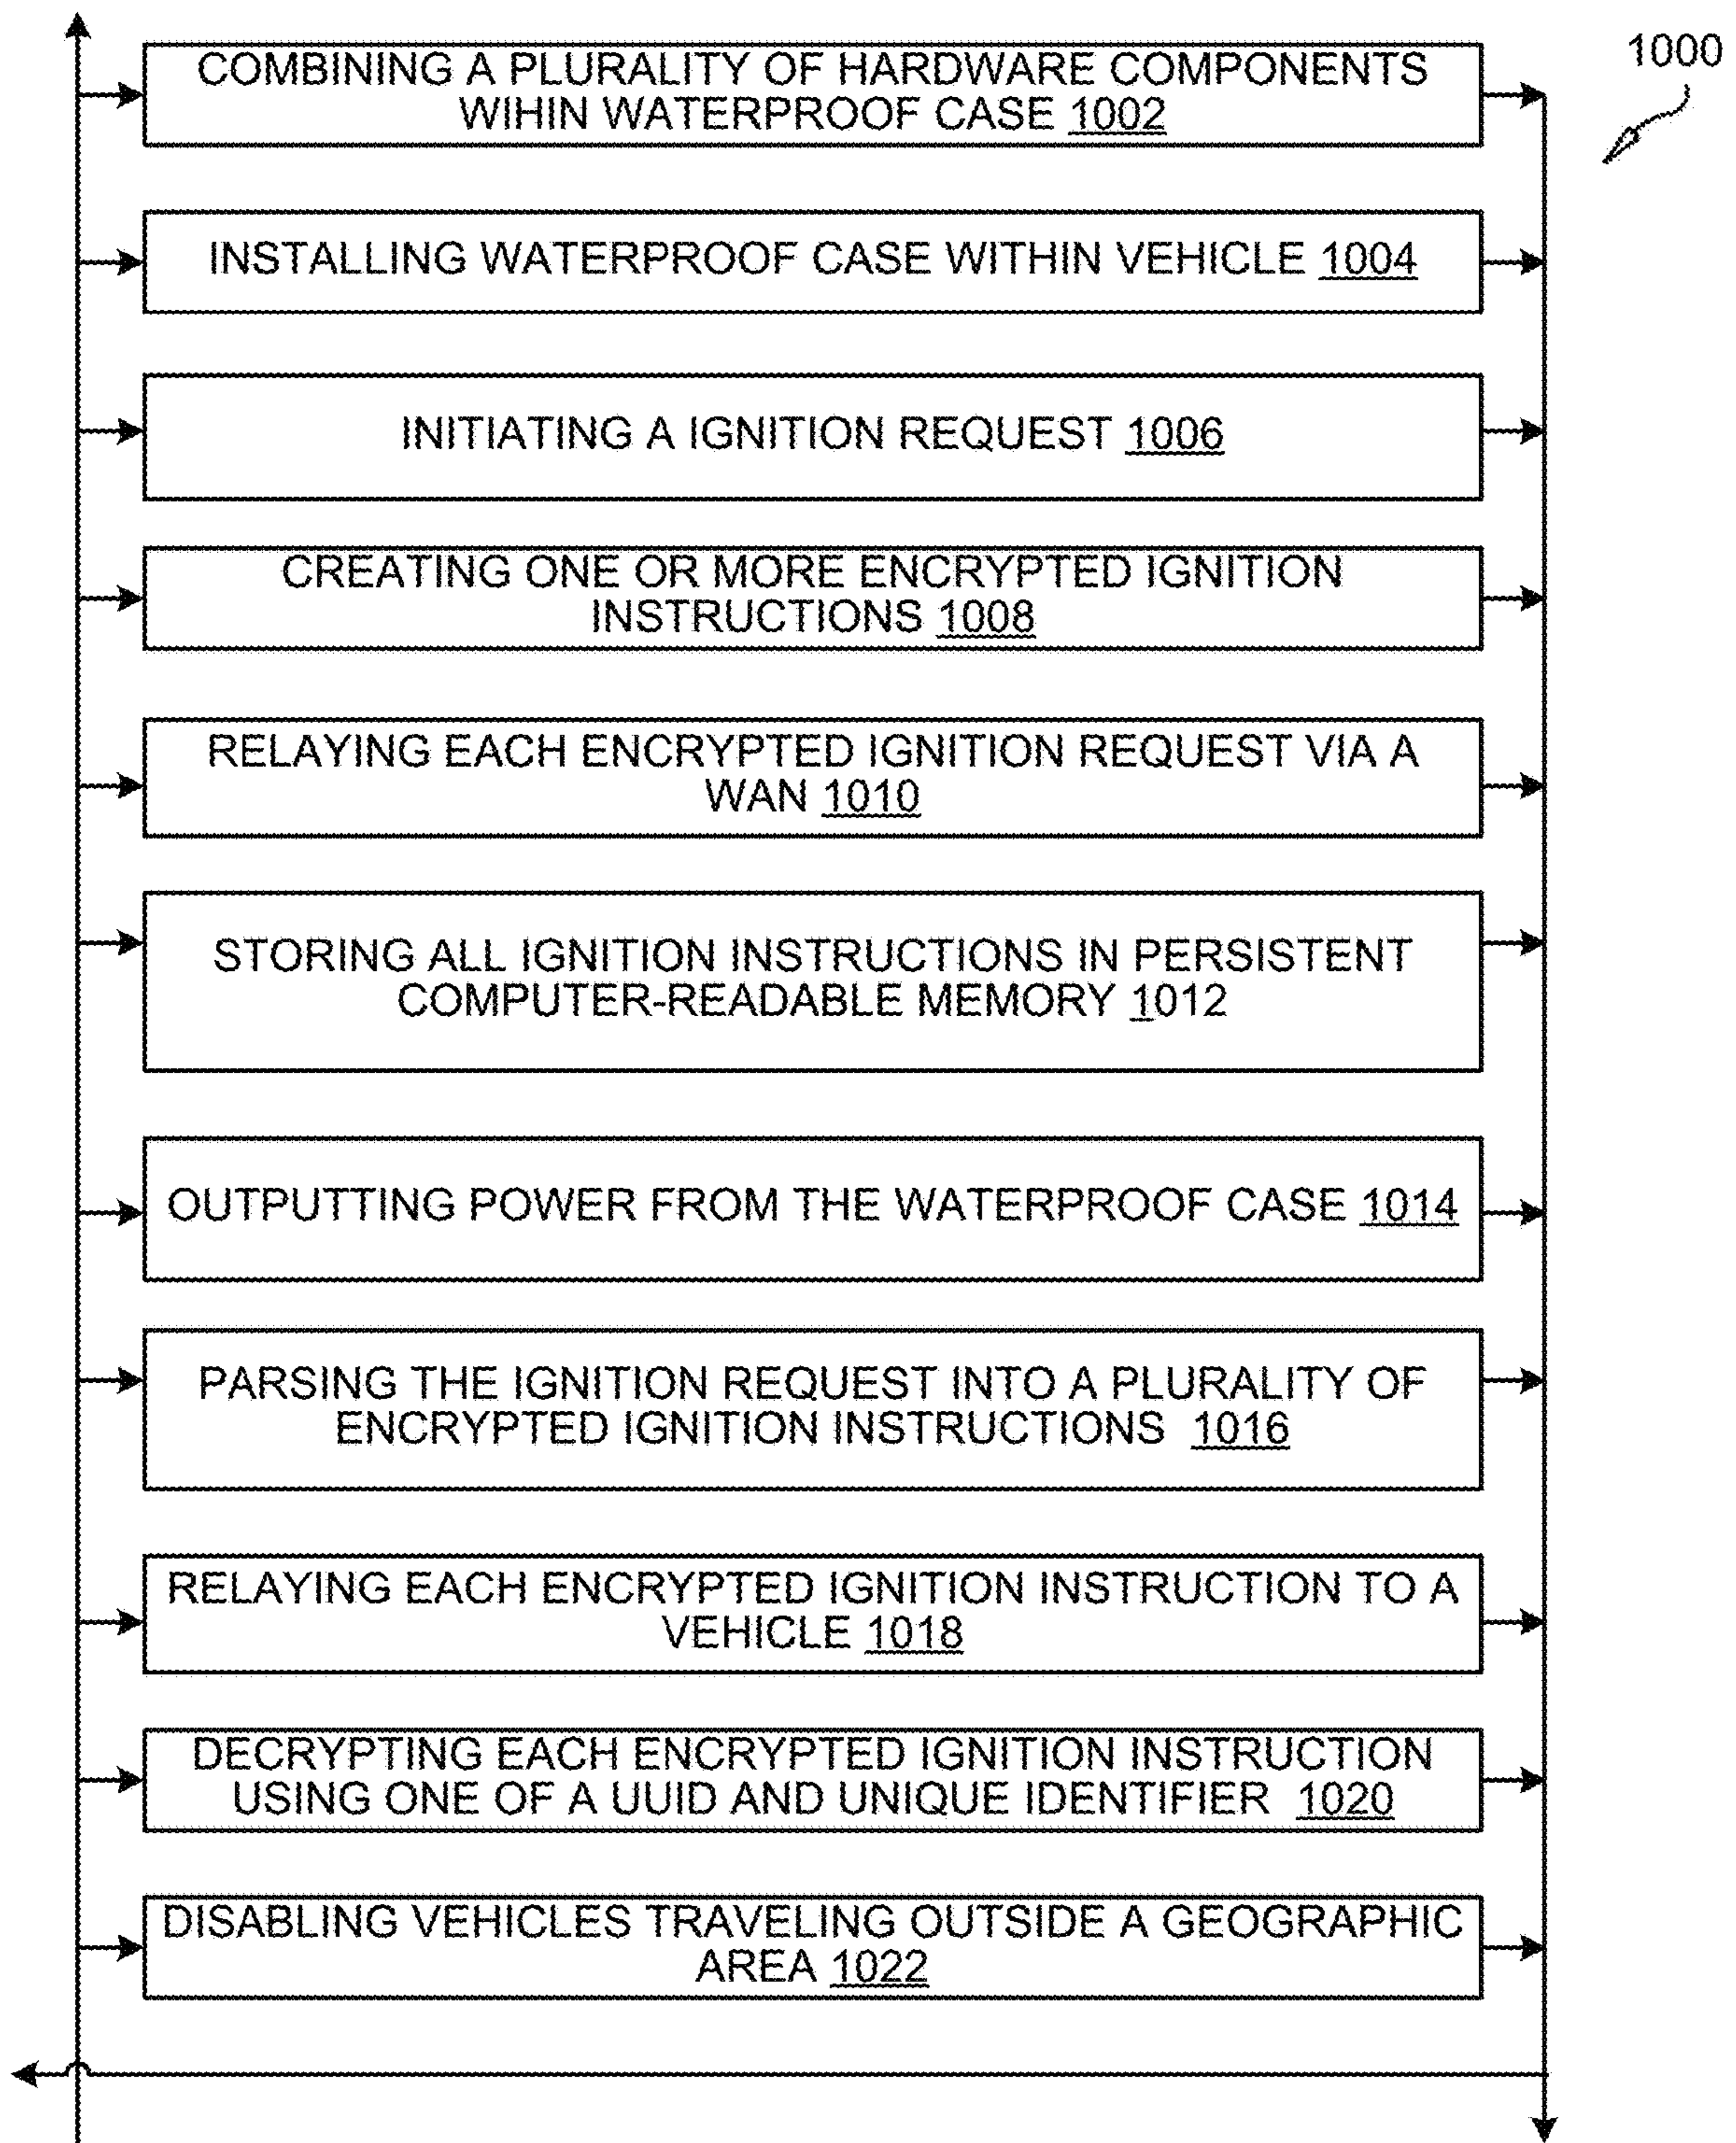 1000
COMBINING A PLURALITY OF HARDWARE COMPONENTS
WIHIN WATERPROOF CASE 1002
INSTALLING WATERPROOF CASE WITHIN VEHICLE 1004
INITIATING A IGNITION REQUEST 1006
CREATING ONE OR MORE ENCRYPTED IGNITION
INSTRUCTIONS 1008
RELAYING EACH ENCRYPTED IGNITION REQUEST VIA A
WAN 1010
STORING ALL IGNITION INSTRUCTIONS IN PERSISTENT
COMPUTER-READABLE MEMORY 1012
OUTPUTTING POWER FROM THE WATERPROOF CASE 1014
PARSING THE IGNITION REQUEST INTO A PLURALITY OF
ENCRYPTED IGNITION INSTRUCTIONS 1016
RELAYING EACH ENCRYPTED IGNITION INSTRUCTION TO A
VEHICLE 1018
DECRYPTING EACH ENCRYPTED IGNITION INSTRUCTION
USING ONE OF A UUID AND UNIQUE IDENTIFIER 1020
DISABLING VEHICLES TRAVELING OUTSIDE A GEOGRAPHIC
AREA 1022